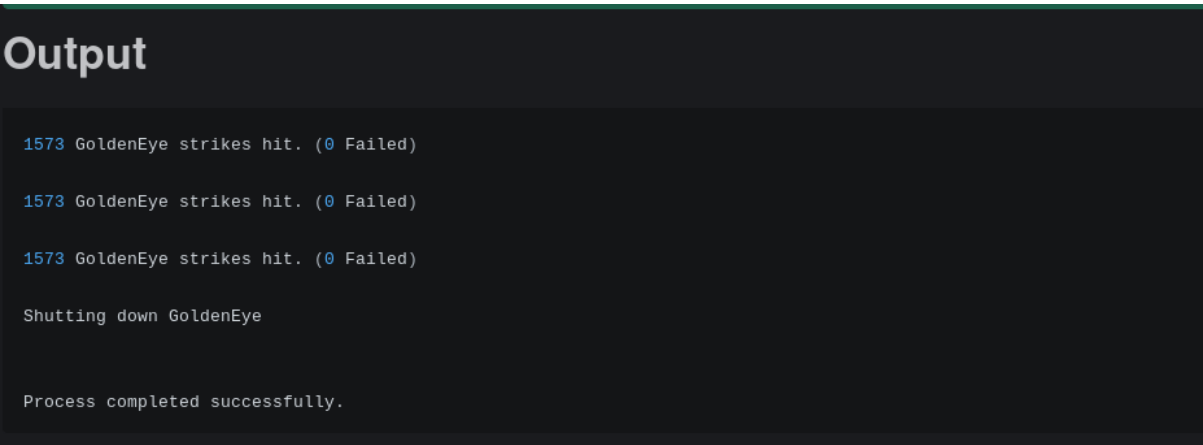 Output
1573 GoldenEye strikes hit. (0 Failed)
1573 GoldenEye strikes hit. (0 Failed)
1573 GoldenEye strikes hit. (0 Failed)
Shutting down GoldenEye
Process completed successfully.